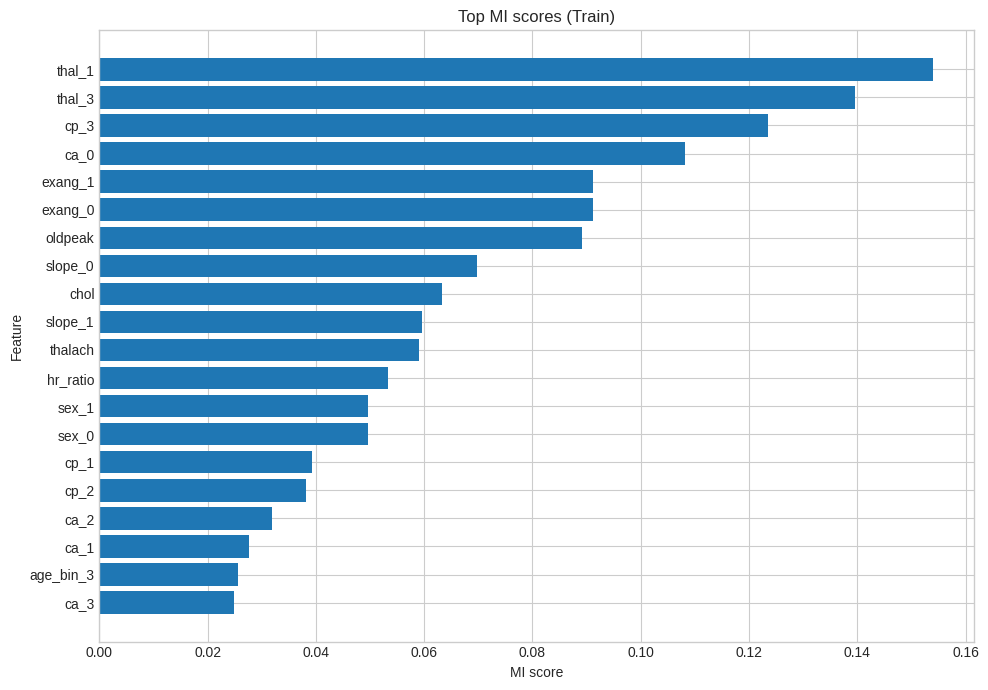 Top MI scores (Train)
Feature
thal_1
thal_3
cp_3
ca_0
exang_1
exang_0
oldpeak
slope_0
chol
slope_1
thalach
hr_ratio
sex_1
sex_0
cp_1
cp_2
ca_2
ca_1
age_bin_3
ca_3
0.00 0.02 0.04 0.06 0.08 0.10 0.12 0.14 0.16
MI score